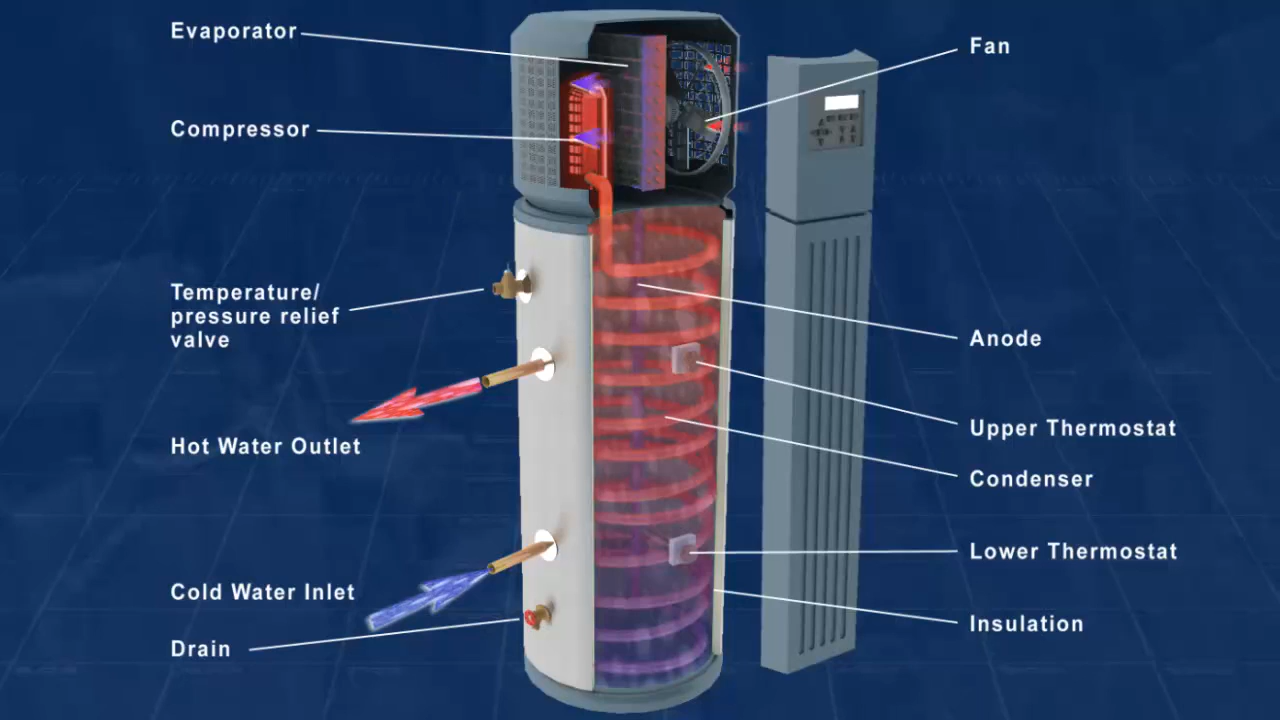 Evaporator
Fan
Compressor
Temperature/
pressure relief
valve
Anode
Upper Thermostat
Hot Water Outlet
Condenser
Lower Thermostat
Cold Water Inlet
Insulation
Drain